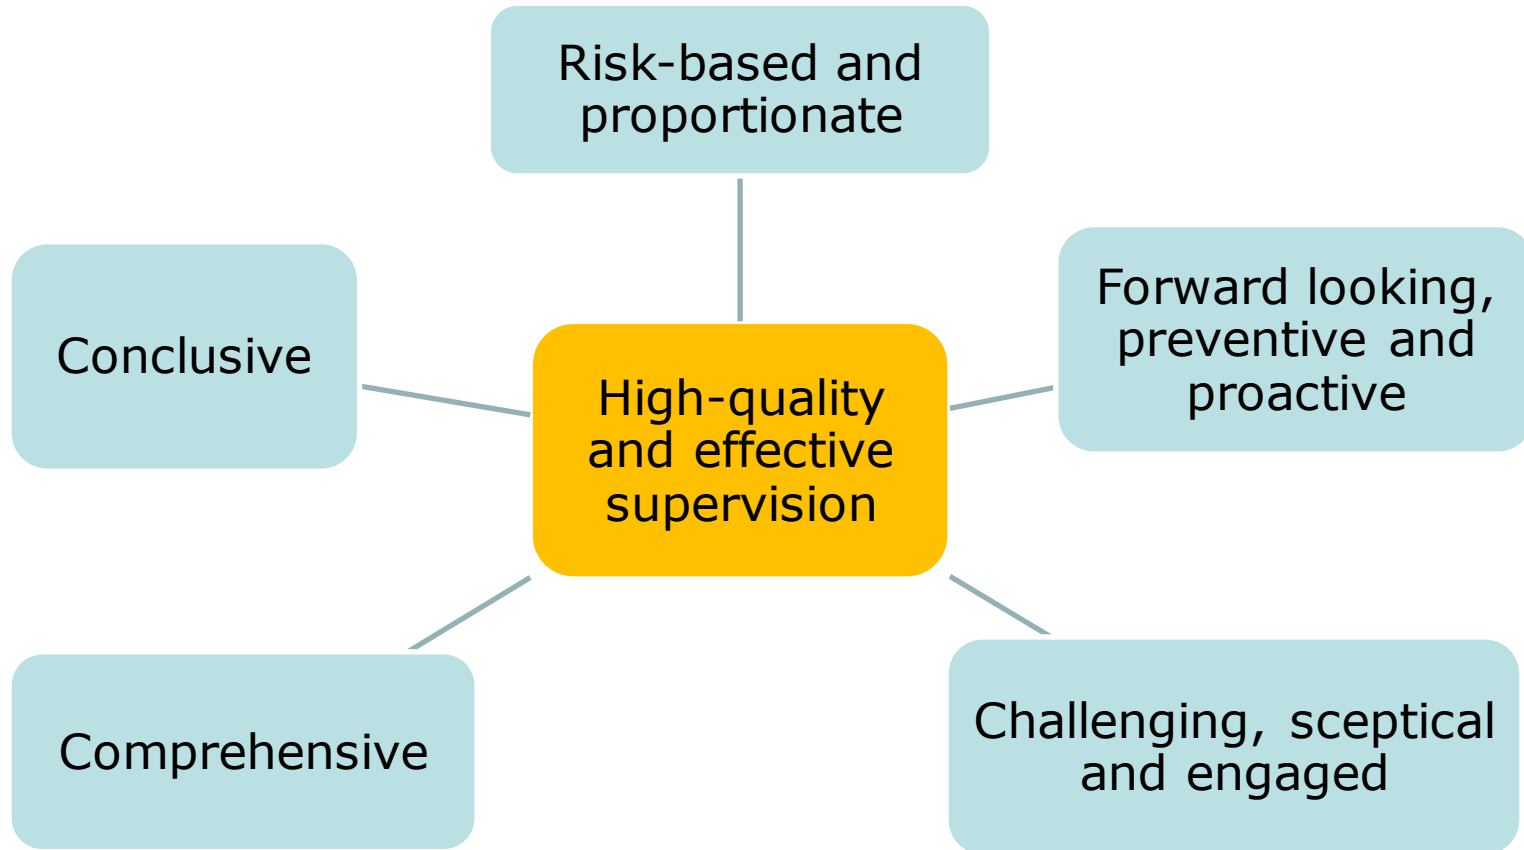 Risk-based and
proportionate
Forward looking,
preventive and
proactive
Conclusive
High-quality
and effective
supervision
Challenging, sceptical
and engaged
Comprehensive